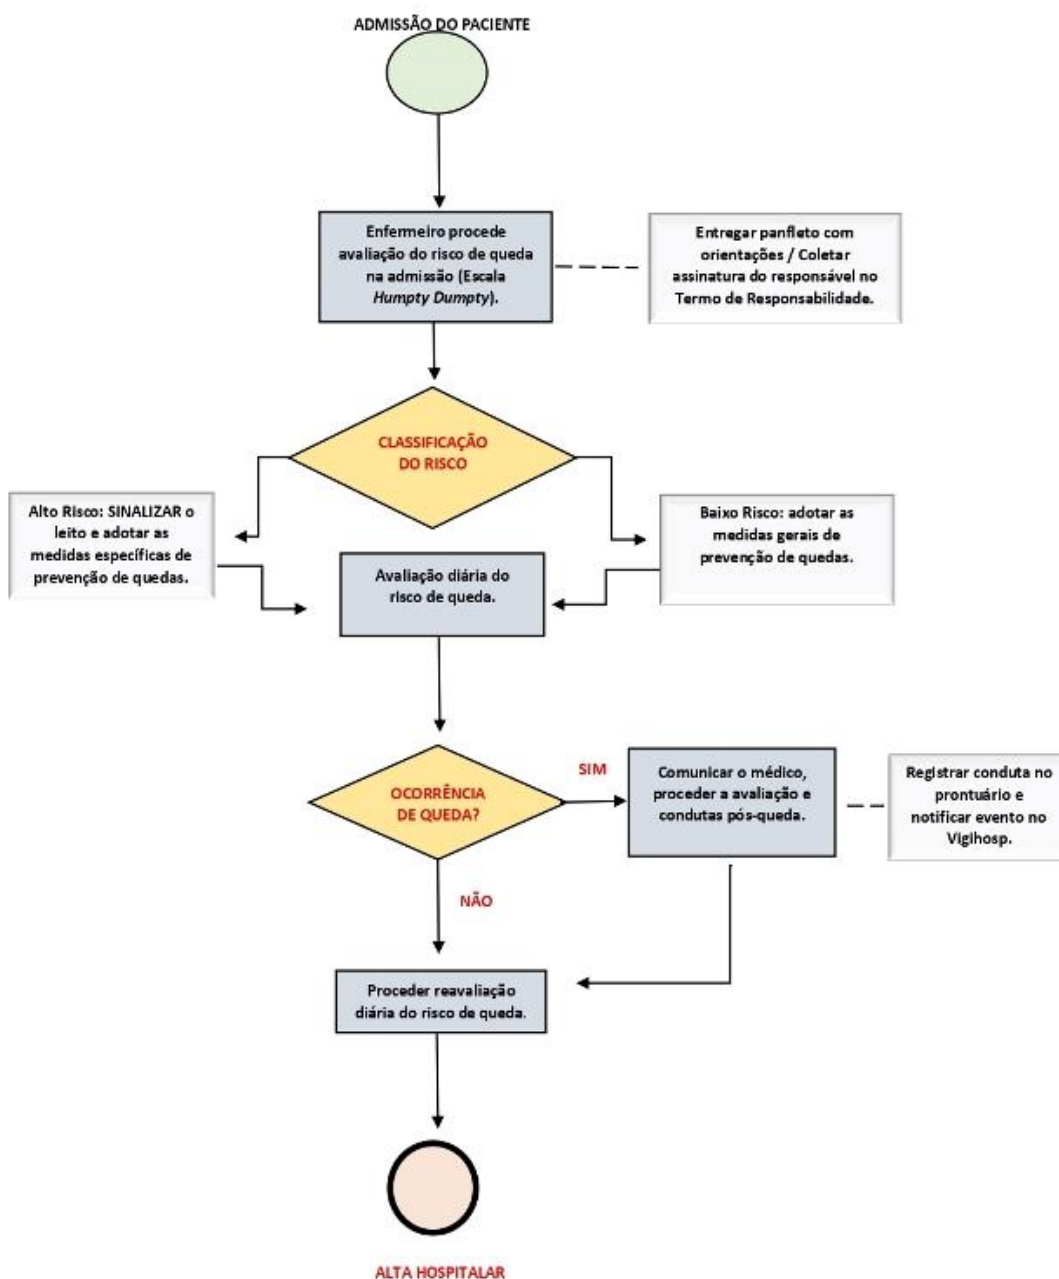 ADMISSÃO DO PACIENTE
Enfermeiro procede
avaliação do risco de queda
na admissão (Escala
Humpty Dumpty).
Entregar panfleto com
orientações / Coletar
assinatura do responsável no
Termo de Responsabilidade.
CLASSIFICAÇÃO
DO RISCO
Alto Risco: SINALIZAR o
leito e adotar as
medidas específicas de
prevenção de quedas.
Baixo Risco: adotar as
medidas gerais de
prevenção de quedas.
Avaliação diária do
risco de queda.
OCORRÊNCIA
DE QUEDA?
SIM
Comunicar o médico,
proceder a avaliação e
condutas pós-queda.
Registrar conduta no
prontuário e
notificar evento no
Vigihosp.
NÃO
Proceder reavaliação
diária do risco de queda.
ALTA HOSPITALAR